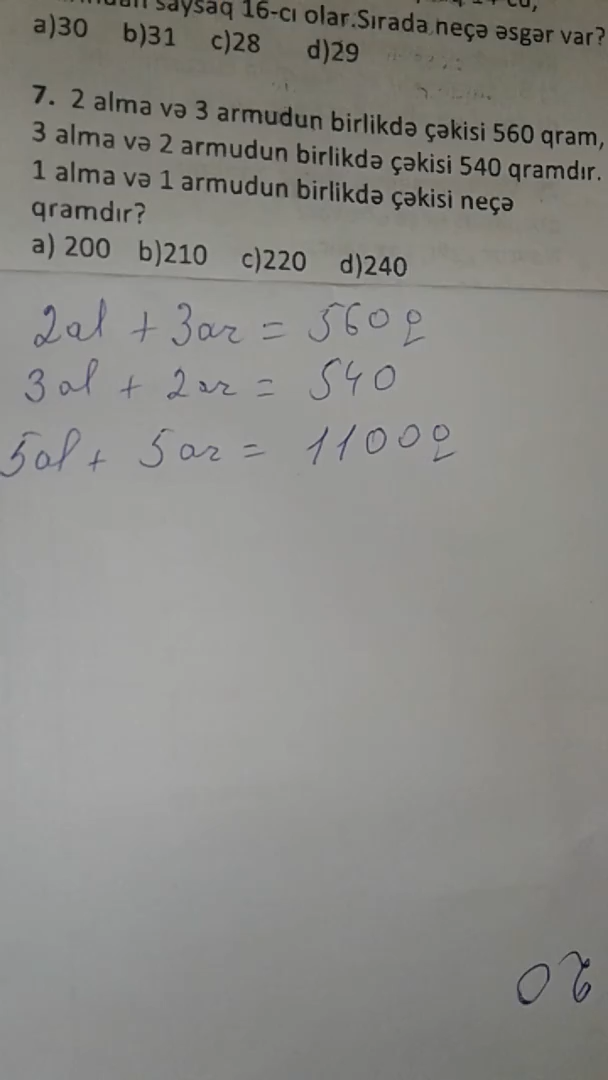 saysaq 16-cı olar.Sırada neçə əsgər var?
a)30 b)31 c)28 d)29
7. 2 alma və 3 armudun birlikdə çəkisi 560 qram,
3 alma və 2 armudun birlikdə çəkisi 540 qramdır.
1 alma və 1 armudun birlikdə çəkisi neçə
qramdır?
a) 200 b)210 c)220 d)240
2al + 3ar = 560q
3al + 2ar = 540
5al + 5ar = 1100q